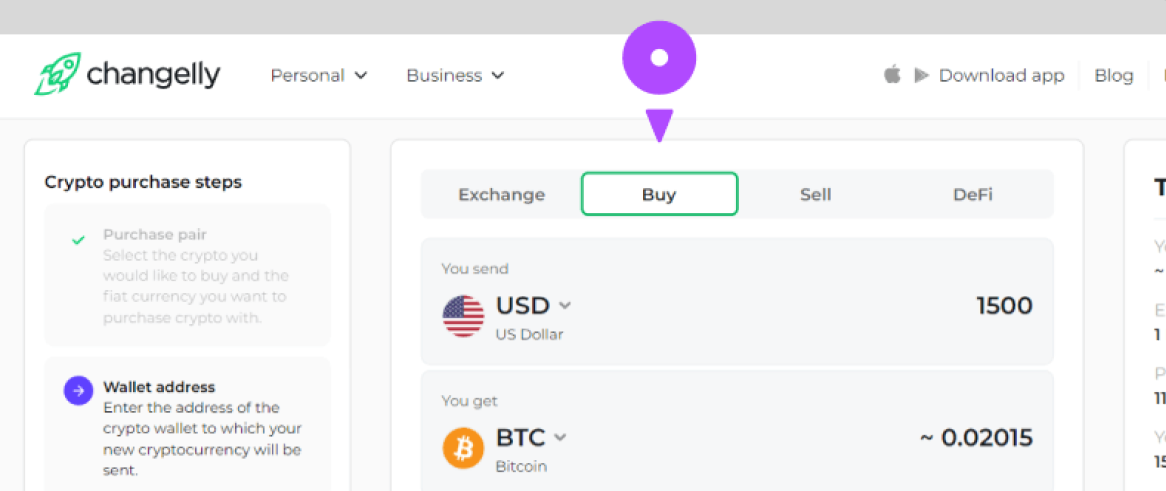 changelly
Personal
Business
Download app
Blog
Crypto purchase steps
Purchase pair
Select the crypto you
would like to buy and the
fiat currency you want to
purchase crypto with.
Wallet address
Enter the address of the
crypto wallet to which your
new cryptocurrency will be
sent.
Exchange
Buy
Sell
DeFi
You send
USD
1500
US Dollar
You get
BTC
~ 0.02015
Bitcoin